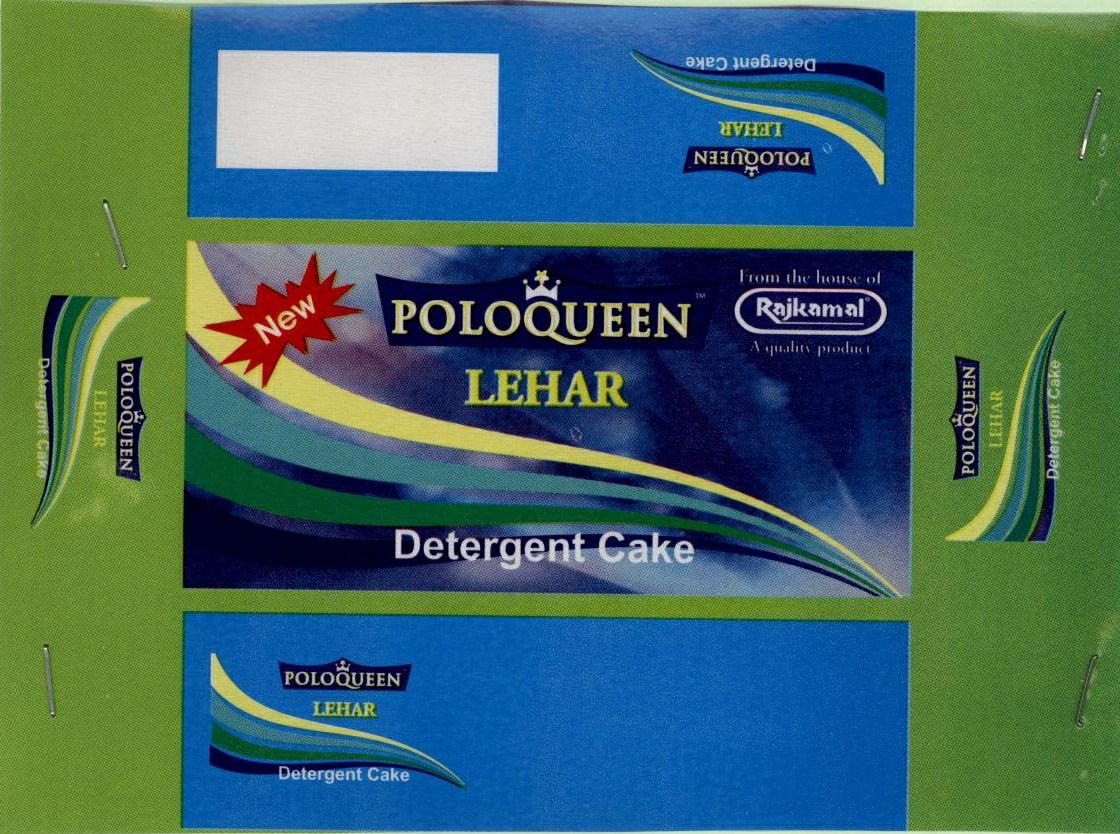 Detergent Cake
LEHAR
POLOQUEEN
New
POLOQUEEN™
LEHAR
From the house of
Rajkamal®
A quality product
Detergent Cake
POLOQUEEN
LEHAR
Detergent Cake
POLOQUEEN
LEHAR
Detergent Cake
POLOQUEEN
LEHAR
Detergent Cake